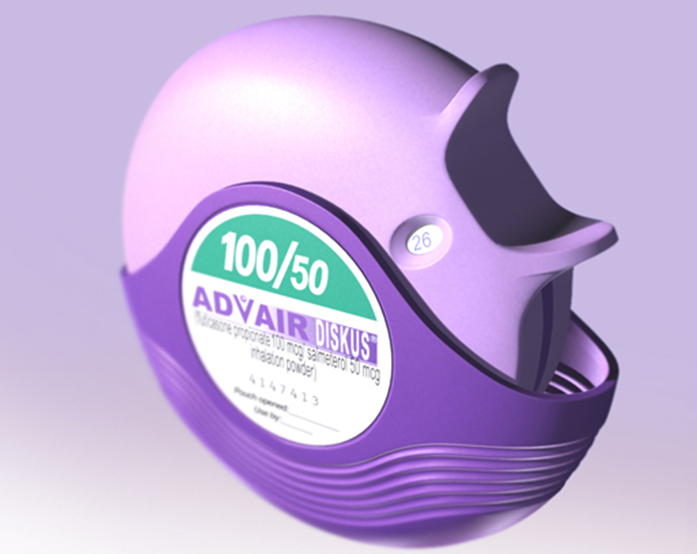 100/50
26
ADVAIR DISKUS®
(fluticasone propionate 100 mcg/ salmeterol 50 mcg
inhalation powder)
4147413
Pouch opened:
Use by: